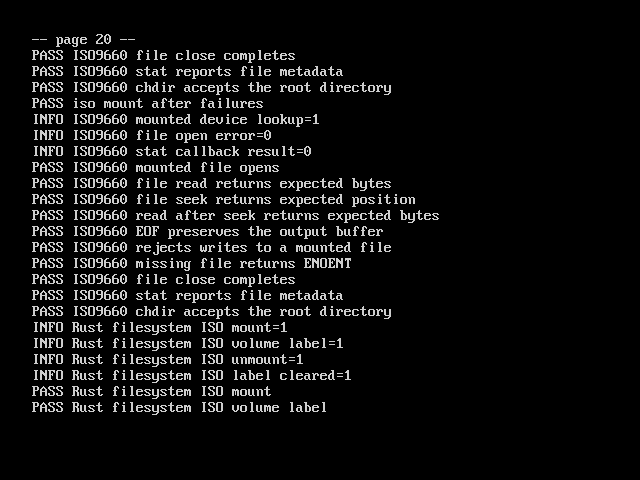 -- page 20 --
PASS ISO9660 file close completes
PASS ISO9660 stat reports file metadata
PASS ISO9660 chdir accepts the root directory
PASS iso mount after failures
INFO ISO9660 mounted device lookup=1
INFO ISO9660 file open error=0
INFO ISO9660 stat callback result=0
PASS ISO9660 mounted file opens
PASS ISO9660 file read returns expected bytes
PASS ISO9660 file seek returns expected position
PASS ISO9660 read after seek returns expected bytes
PASS ISO9660 EOF preserves the output buffer
PASS ISO9660 rejects writes to a mounted file
PASS ISO9660 missing file returns ENOENT
PASS ISO9660 file close completes
PASS ISO9660 stat reports file metadata
PASS ISO9660 chdir accepts the root directory
INFO Rust filesystem ISO mount=1
INFO Rust filesystem ISO volume label=1
INFO Rust filesystem ISO unmount=1
INFO Rust filesystem ISO label cleared=1
PASS Rust filesystem ISO mount
PASS Rust filesystem ISO volume label